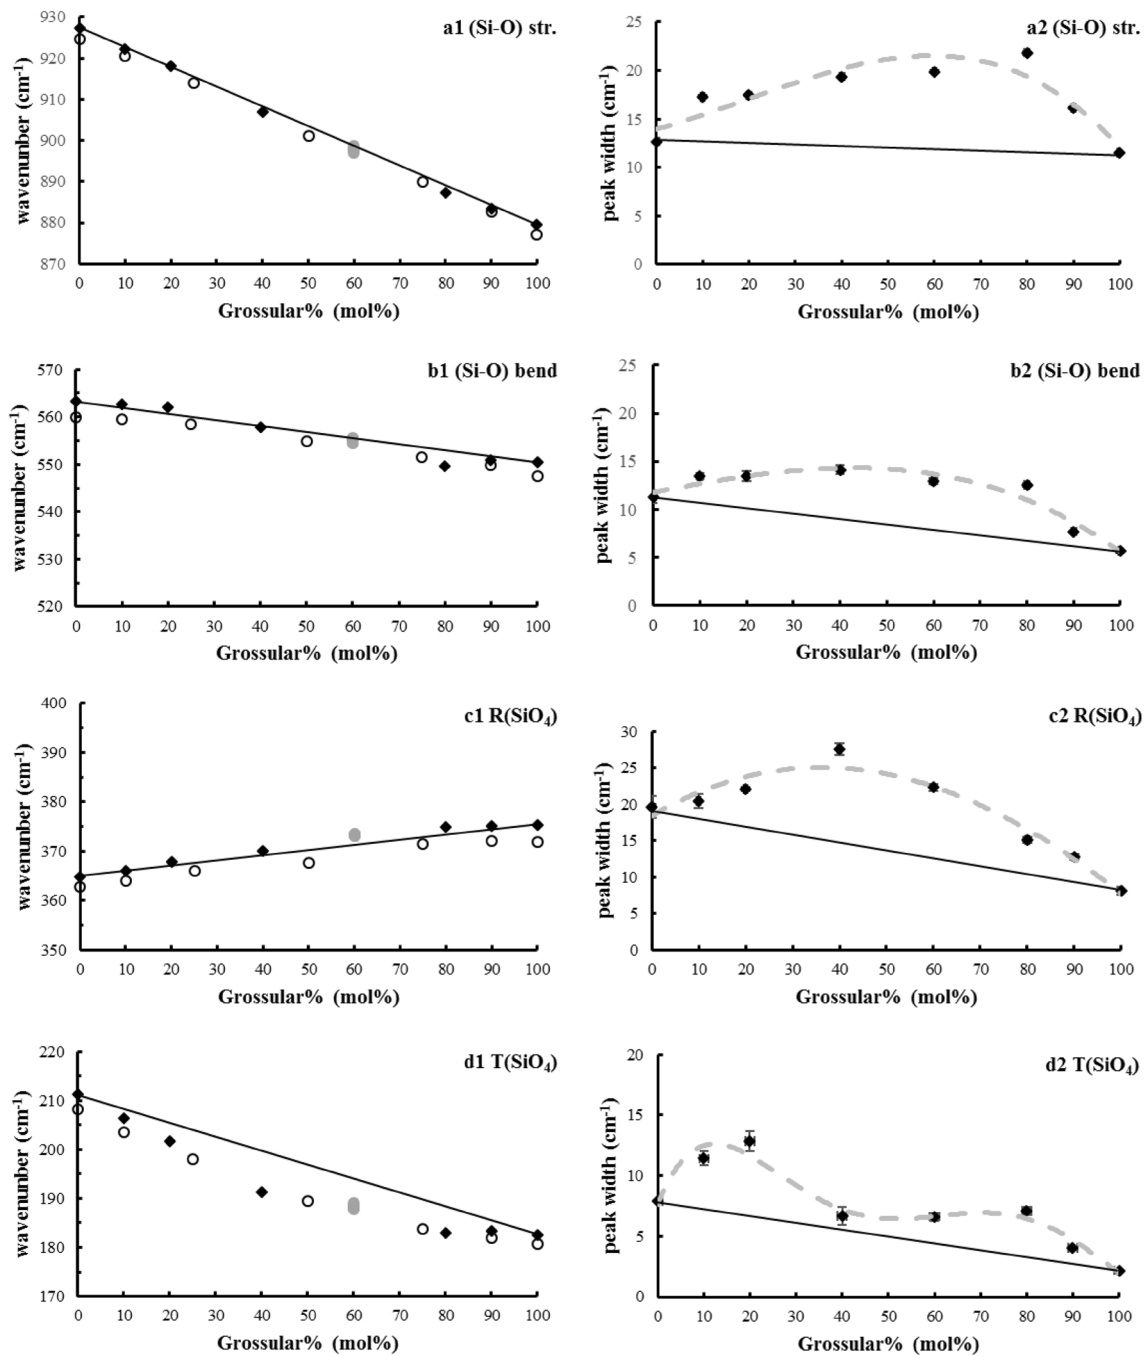 a1 (Si-O) str.
wavenunber (cm-1)
930
920
910
900
890
880
870
0 10 20 30 40 50 60 70 80 90 100
Grossular% (mol%)
a2 (Si-O) str.
peak width (cm-1)
25
20
15
10
5
0
0 10 20 30 40 50 60 70 80 90 100
Grossular% (mol%)
b1 (Si-O) bend
wavenunber (cm-1)
570
560
550
540
530
520
0 10 20 30 40 50 60 70 80 90 100
Grossular% (mol%)
b2 (Si-O) bend
peak width (cm-1)
25
20
15
10
5
0
0 10 20 30 40 50 60 70 80 90 100
Grossular% (mol%)
c1 R(SiO4)
wavenunber (cm-1)
400
390
380
370
360
350
0 10 20 30 40 50 60 70 80 90 100
Grossular% (mol%)
c2 R(SiO4)
peak width (cm-1)
30
25
20
15
10
5
0
0 10 20 30 40 50 60 70 80 90 100
Grossular% (mol%)
d1 T(SiO4)
wavenunber (cm-1)
220
210
200
190
180
170
0 10 20 30 40 50 60 70 80 90 100
Grossular% (mol%)
d2 T(SiO4)
peak width (cm-1)
20
15
10
5
0
0 10 20 30 40 50 60 70 80 90 100
Grossular% (mol%)